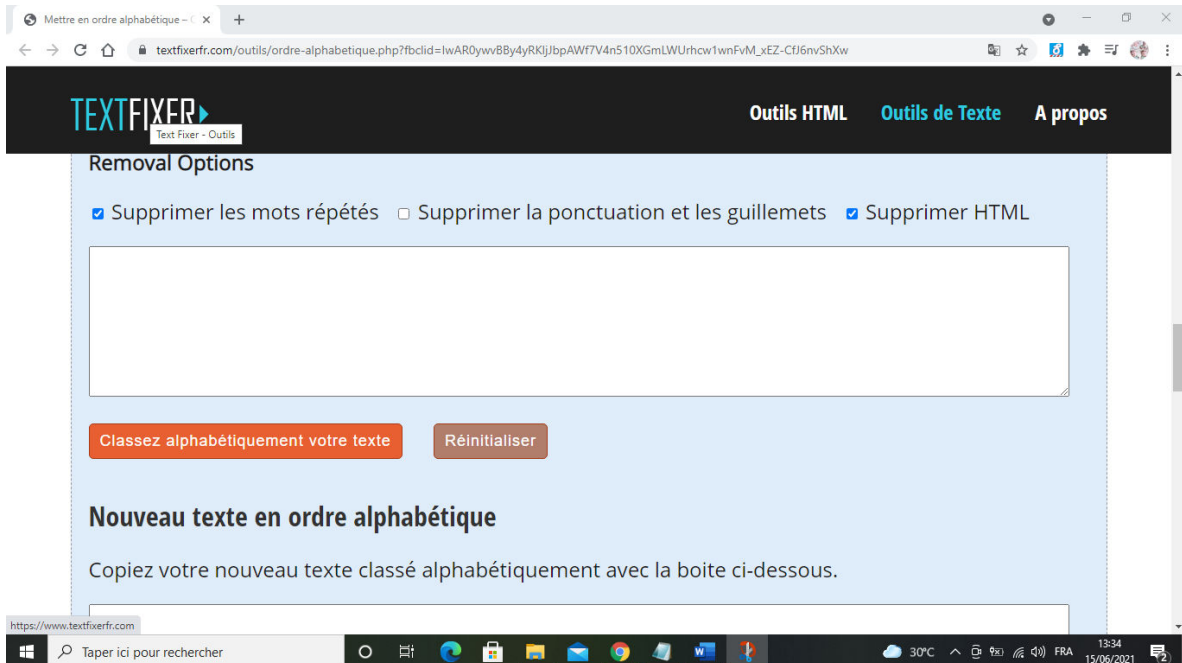 Mettre en ordre alphabétique –
textfixerfr.com/outils/ordre-alphabetique.php?fbclid=IwAR0ywvBBy4yRKIjJbpAWf7V4n510XGmLWUrhcw1wnFvM_xEZ-CfJ6nvShXw
TEXTFIXER
Outils HTML Outils de Texte A propos
Text Fixer - Outils
Removal Options
Supprimer les mots répétés Supprimer la ponctuation et les guillemets Supprimer HTML
Classez alphabétiquement votre texte Réinitialiser
Nouveau texte en ordre alphabétique
Copiez votre nouveau texte classé alphabétiquement avec la boite ci-dessous.
https://www.textfixerfr.com
Taper ici pour rechercher
30°C FRA
13:34
15/06/2021
2